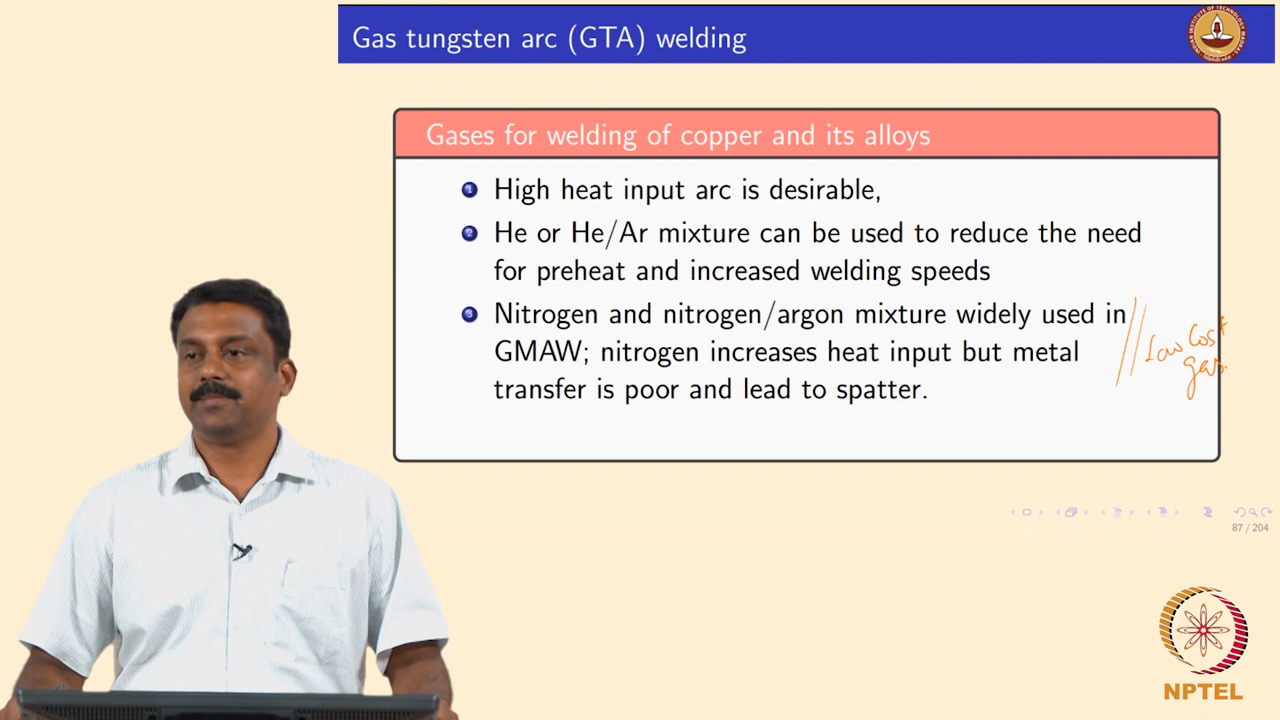 Gas tungsten arc (GTA) welding
Gases for welding of copper and its alloys
1 High heat input arc is desirable,
2 He or He/Ar mixture can be used to reduce the need
for preheat and increased welding speeds
3 Nitrogen and nitrogen/argon mixture widely used in
GMAW; nitrogen increases heat input but metal
transfer is poor and lead to spatter.
Low Cost
gas.
87 / 204
NPTEL